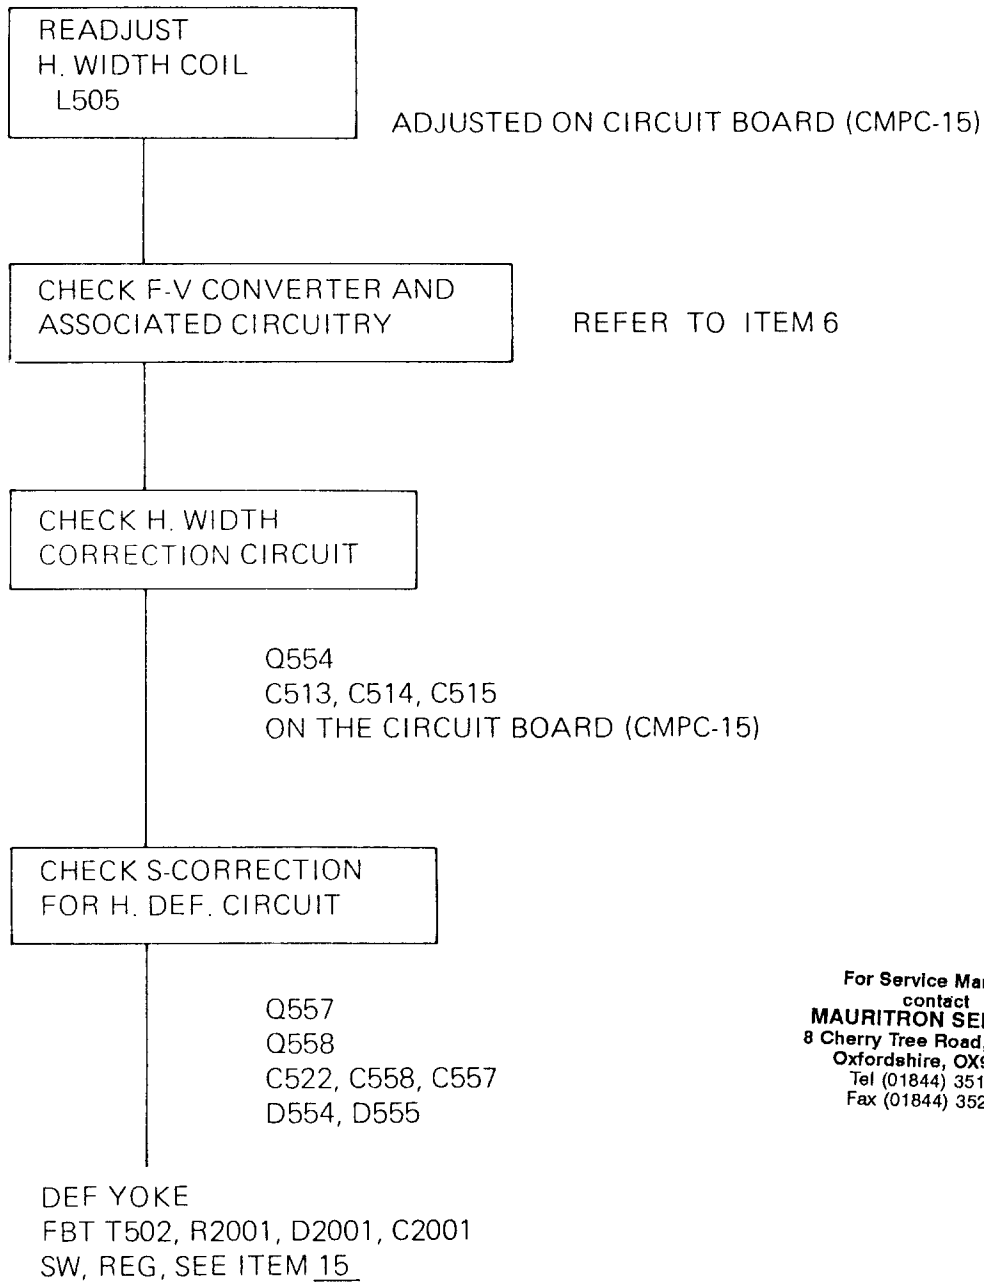 READJUST
H. WIDTH COIL
L505
ADJUSTED ON CIRCUIT BOARD (CMPC-15)
CHECK F-V CONVERTER AND
ASSOCIATED CIRCUITRY
REFER TO ITEM 6
CHECK H. WIDTH
CORRECTION CIRCUIT
Q554
C513, C514, C515
ON THE CIRCUIT BOARD (CMPC-15)
CHECK S-CORRECTION
FOR H. DEF. CIRCUIT
Q557
Q558
C522, C558, C557
D554, D555
For Service
contact
MAURITRON
8 Cherry Tree Road,
Oxfordshire,
Tel (01844) 351
Fax (01844) 352
DEF YOKE
FBT T502, R2001, D2001, C2001
SW, REG, SEE ITEM 15